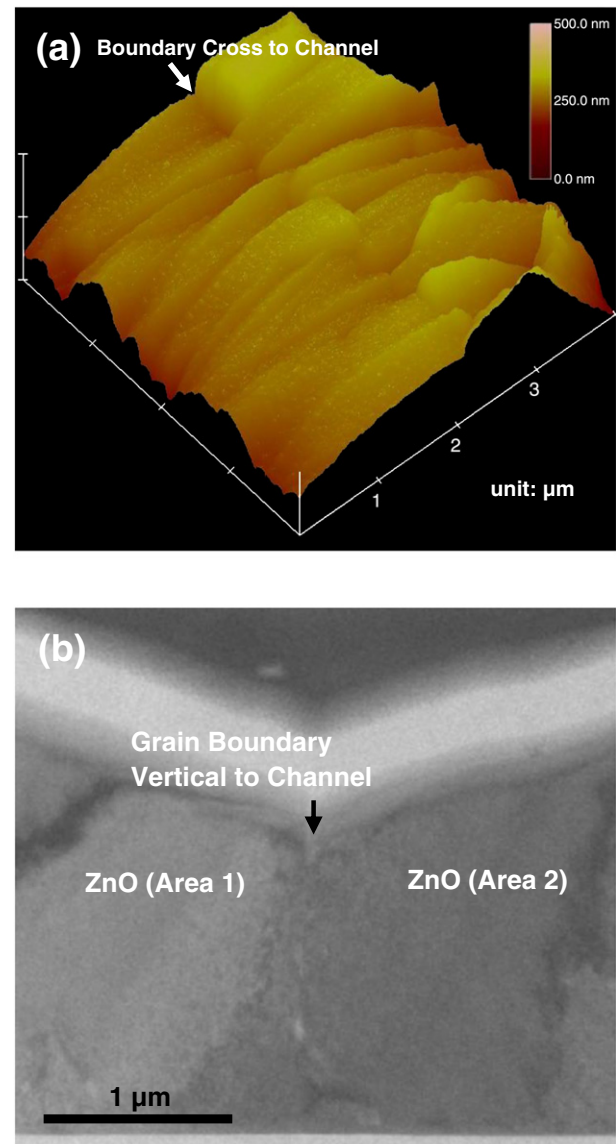 (a)
Boundary Cross to Channel
500.0 nm
250.0 nm
0.0 nm
3
2
1
unit: µm
(b)
Grain Boundary
Vertical to Channel
ZnO (Area 1)
ZnO (Area 2)
1 µm